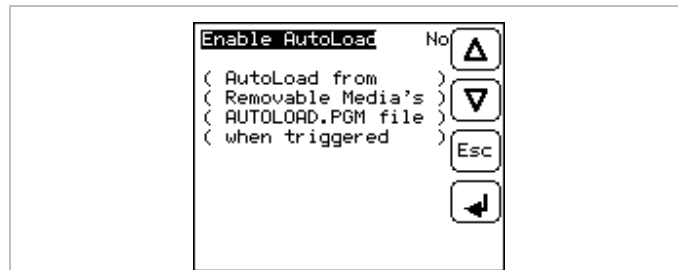 Enable AutoLoad No
( AutoLoad from )
( Removable Media's )
( AUTOLOAD.PGM file )
( when triggered )
Esc